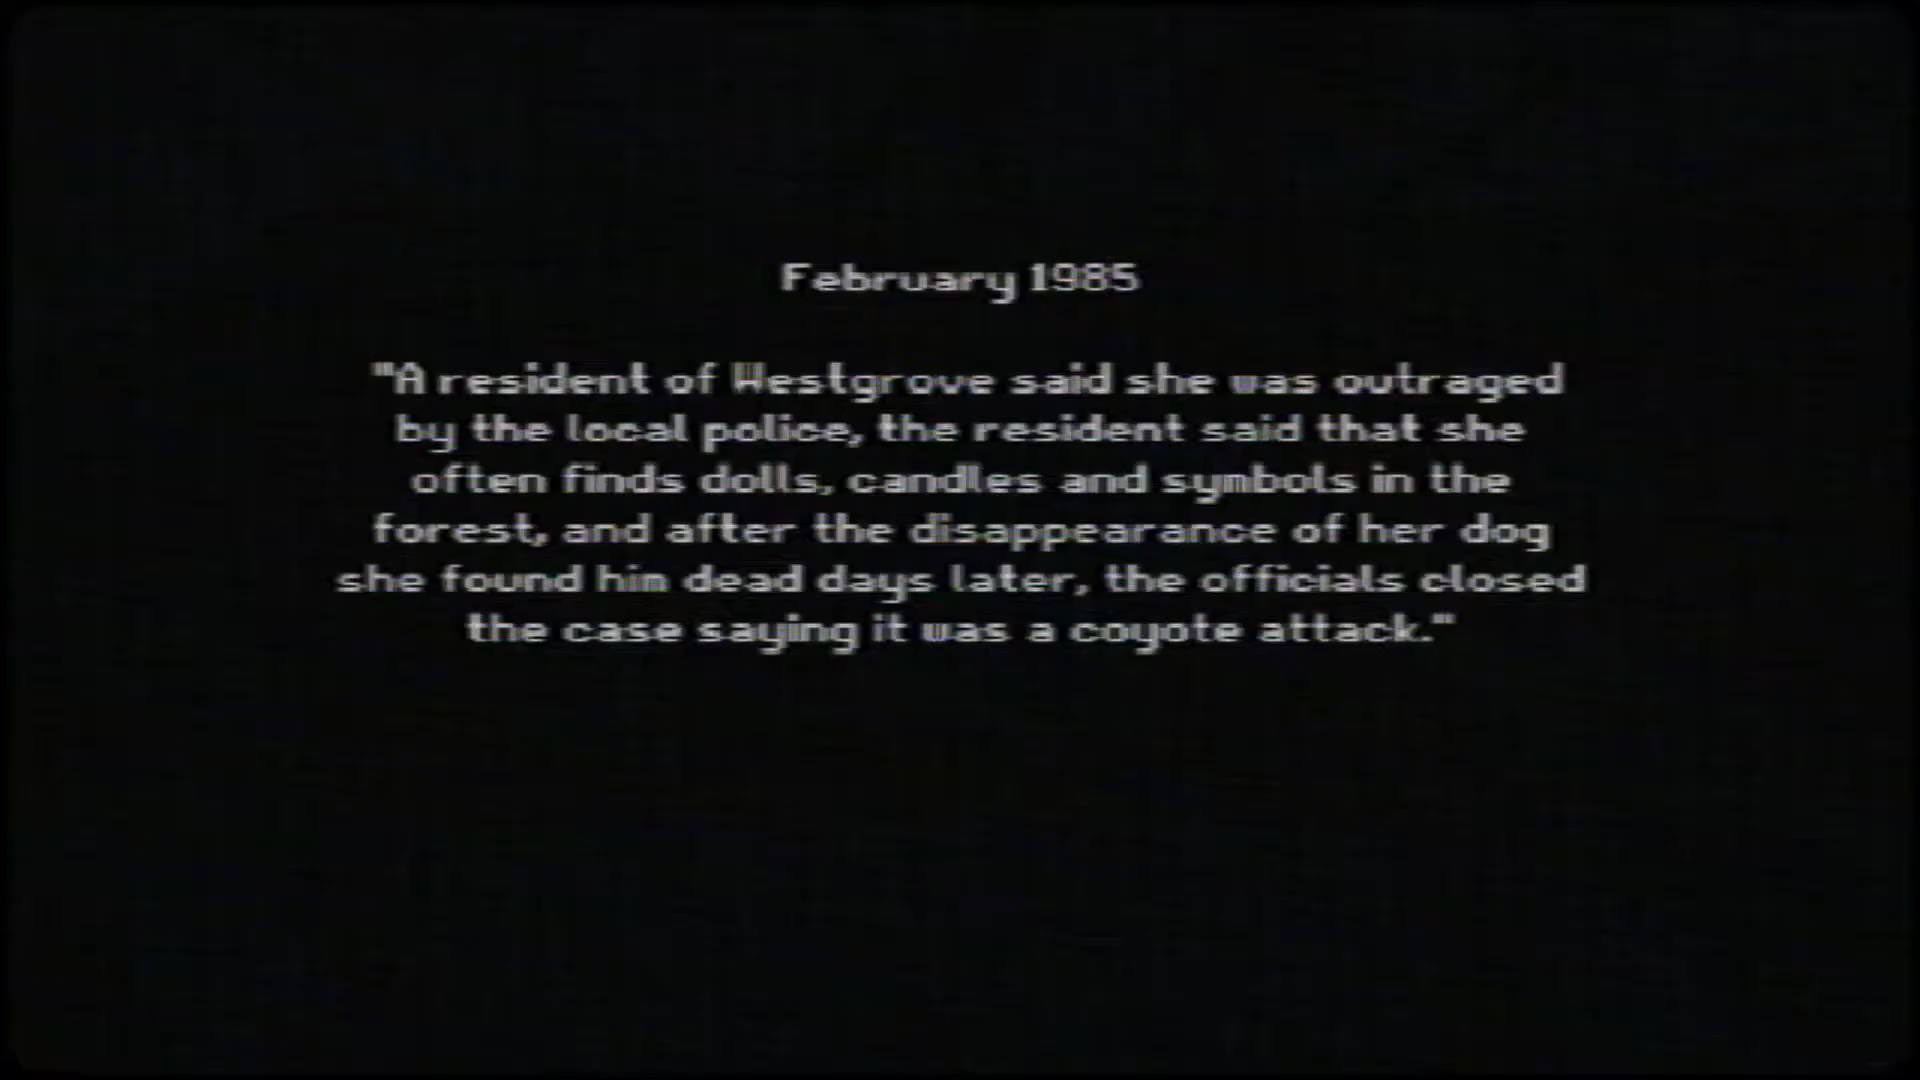 February 1985
"A resident of Westgrove said she was outraged
by the local police, the resident said that she
often finds dolls, candles and symbols in the
forest, and after the disappearance of her dog
she found him dead days later, the officials closed
the case saying it was a coyote attack."